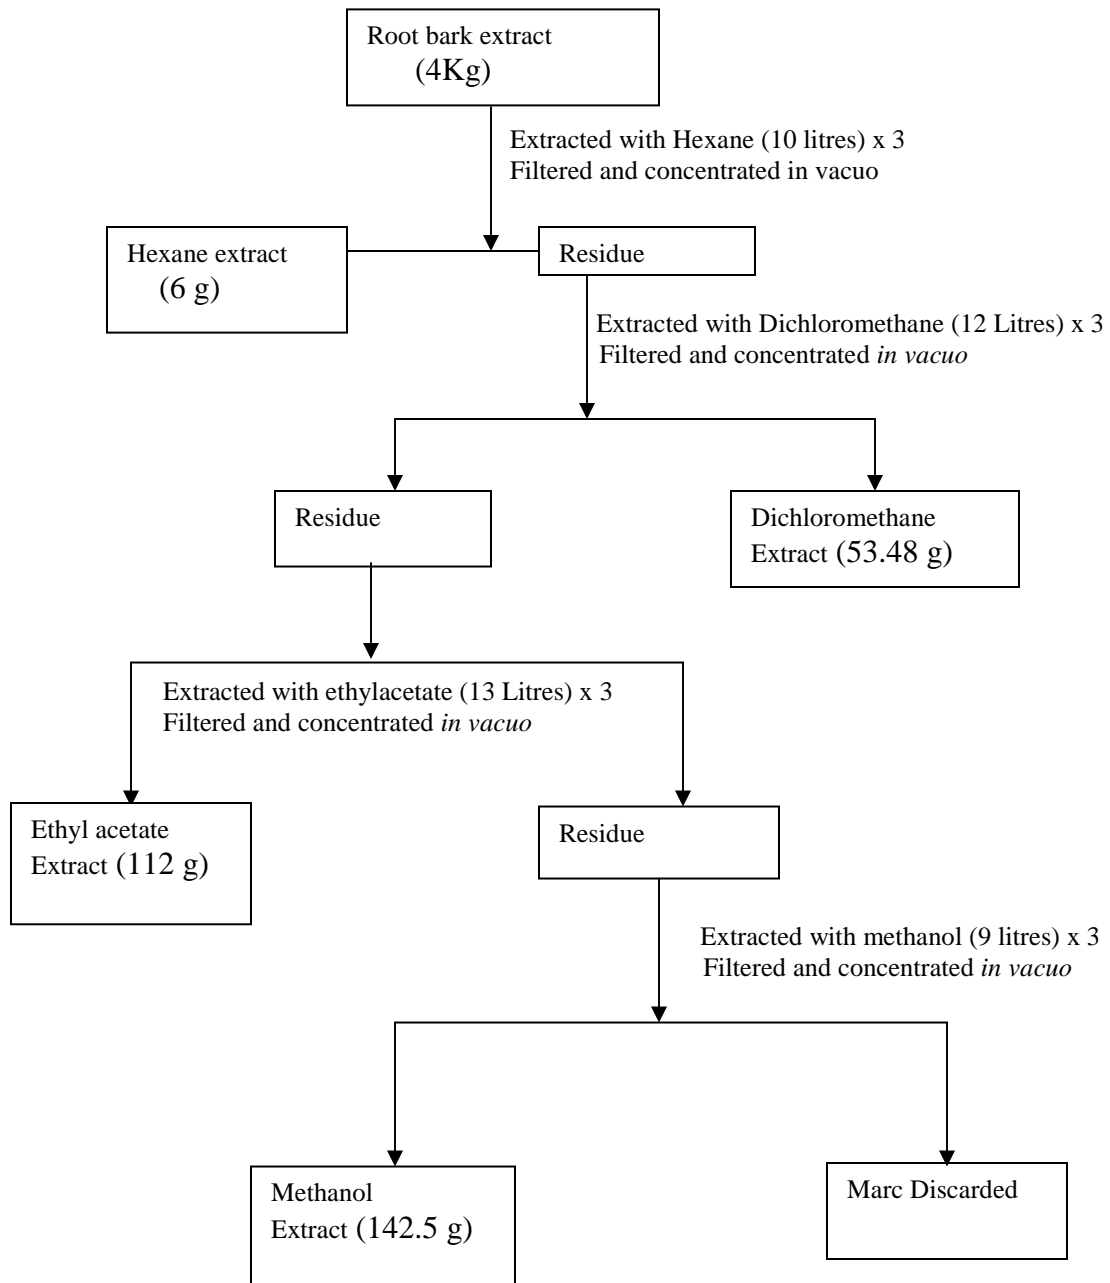 Root bark extract
(4Kg)
Extracted with Hexane (10 litres) x 3
Filtered and concentrated in vacuo
Hexane extract
(6 g)
Residue
Extracted with Dichloromethane (12 Litres) x 3
Filtered and concentrated in vacuo
Residue
Dichloromethane
Extract (53.48 g)
Extracted with ethylacetate (13 Litres) x 3
Filtered and concentrated in vacuo
Ethyl acetate
Extract (112 g)
Residue
Extracted with methanol (9 litres) x 3
Filtered and concentrated in vacuo
Methanol
Extract (142.5 g)
Marc Discarded